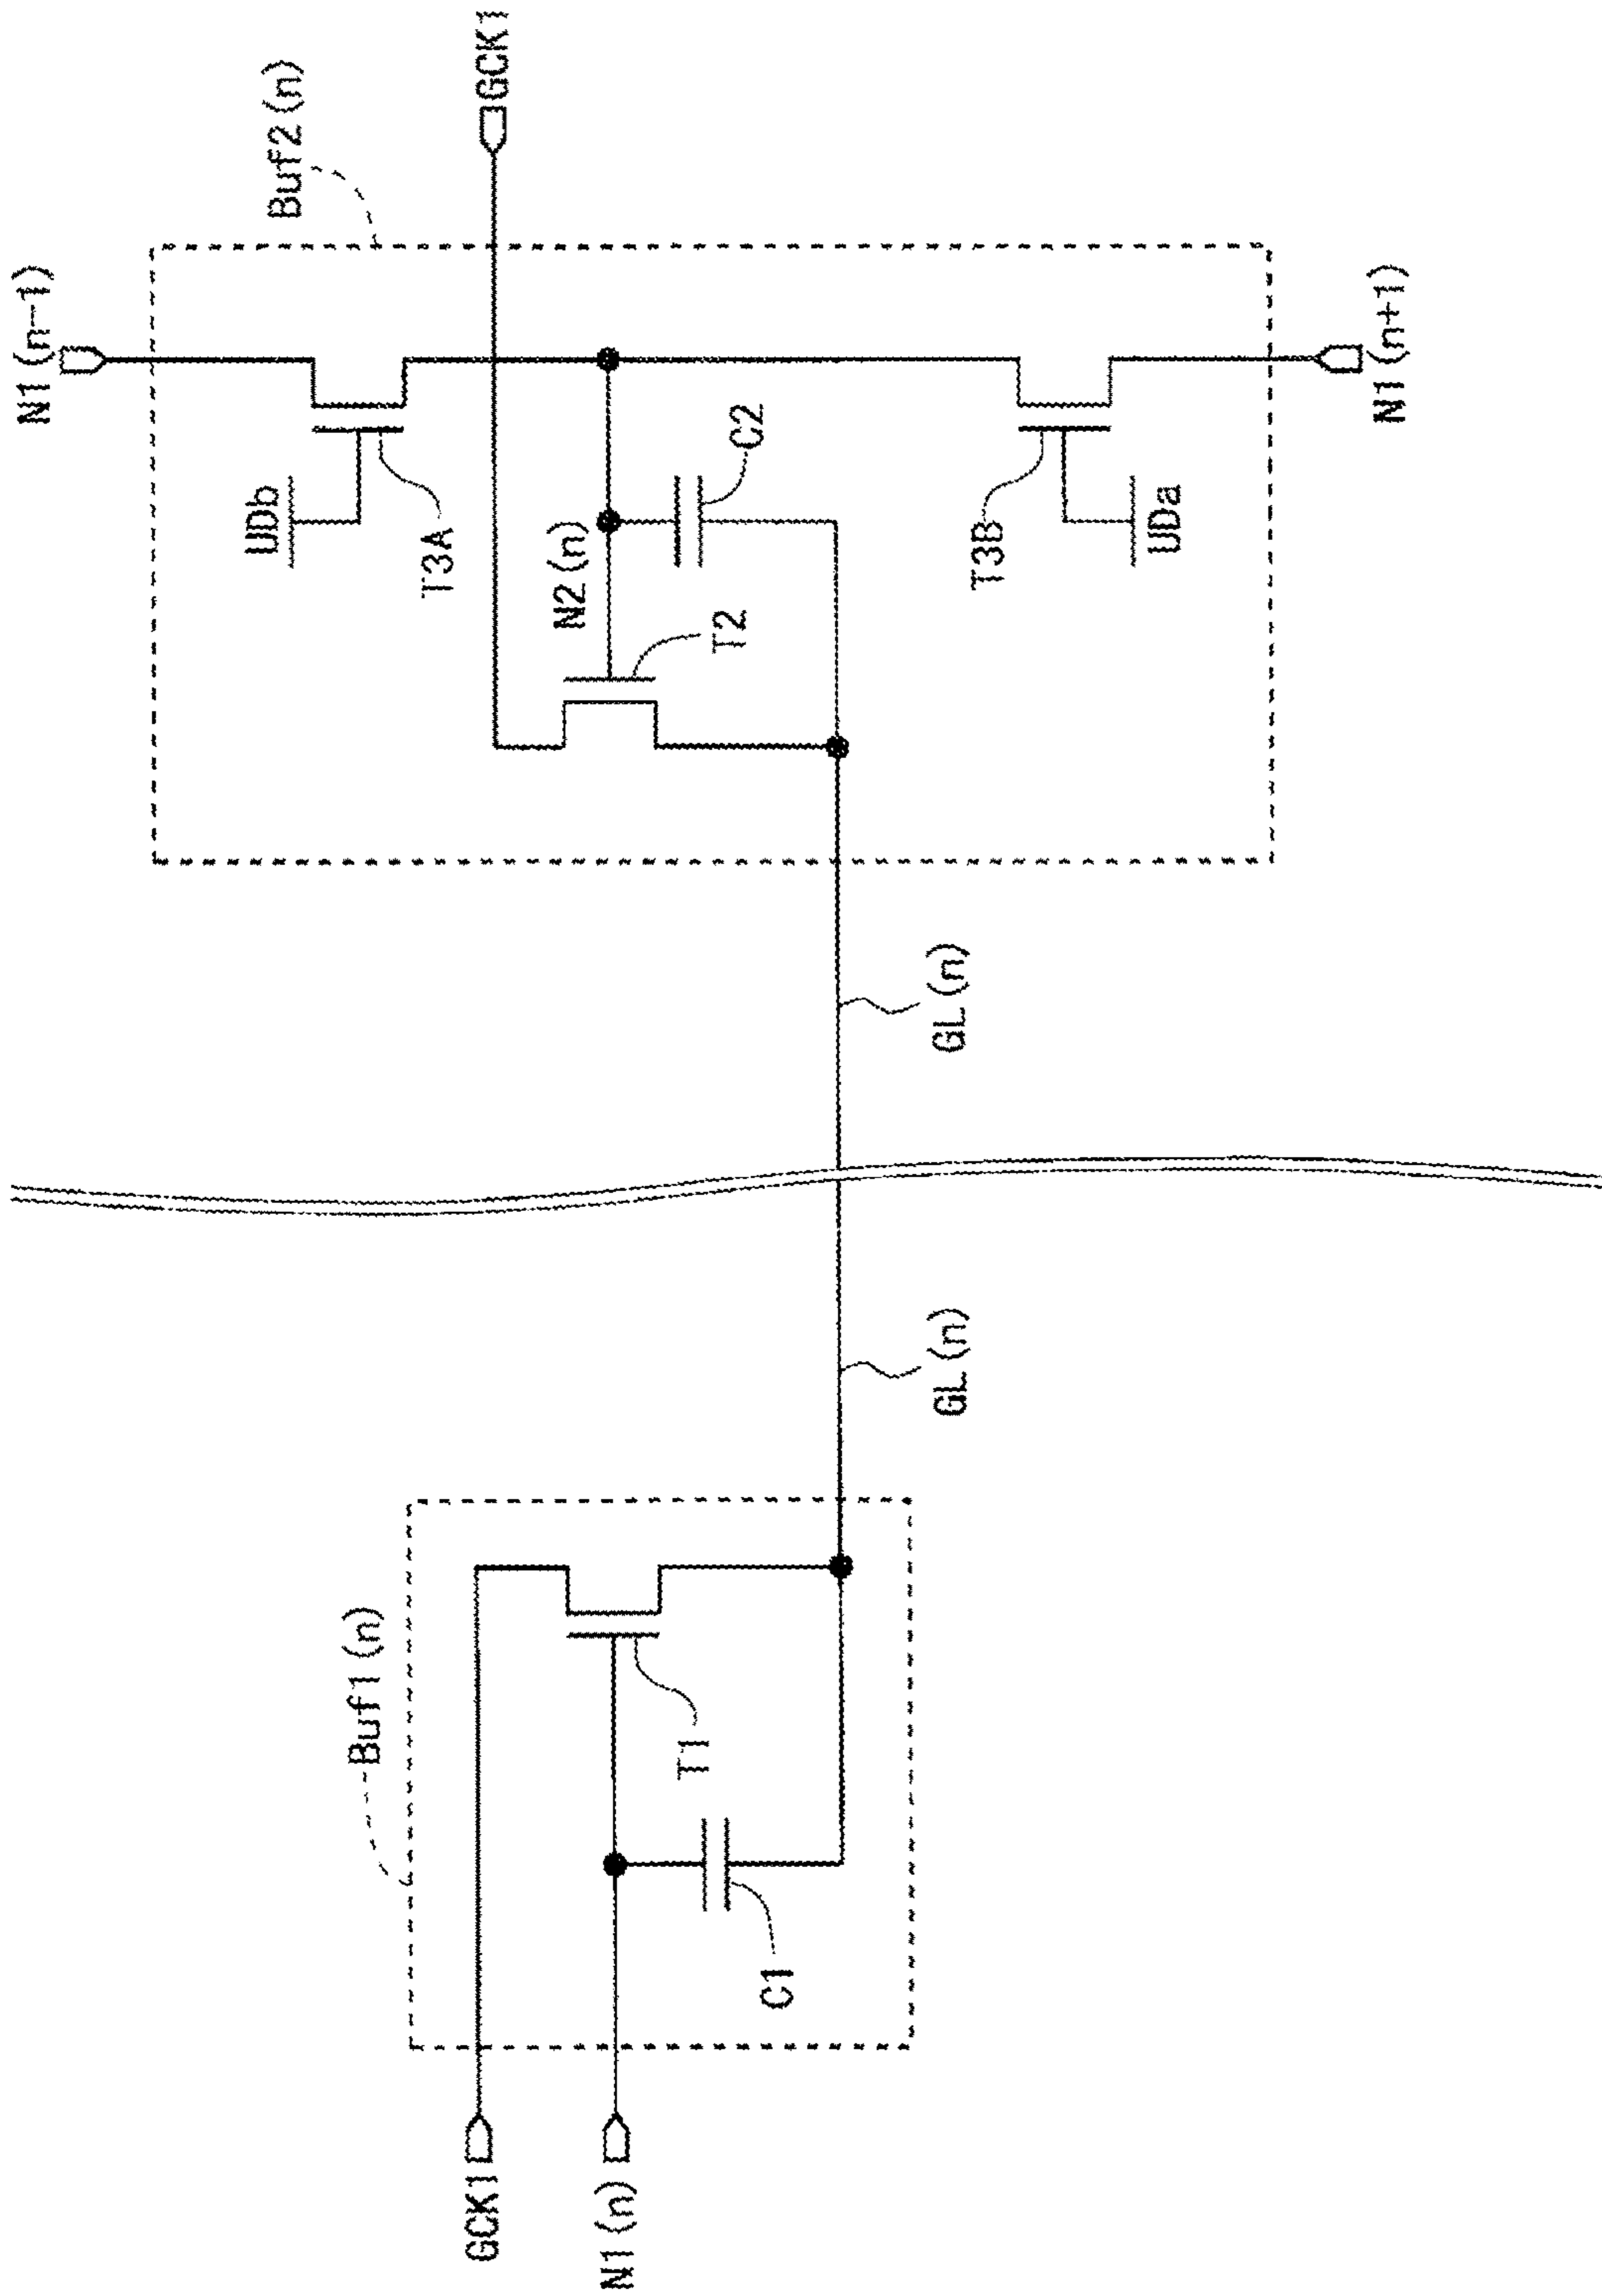 N1(n-1)
UDb
Buf2(n)
Buf1(n)
T3A
GCK1
GCK1
N2(n)
N1(n)
T1
T2
C2
C1
GL(n)
GL(n)
T3B
UDa
N1(n+1)